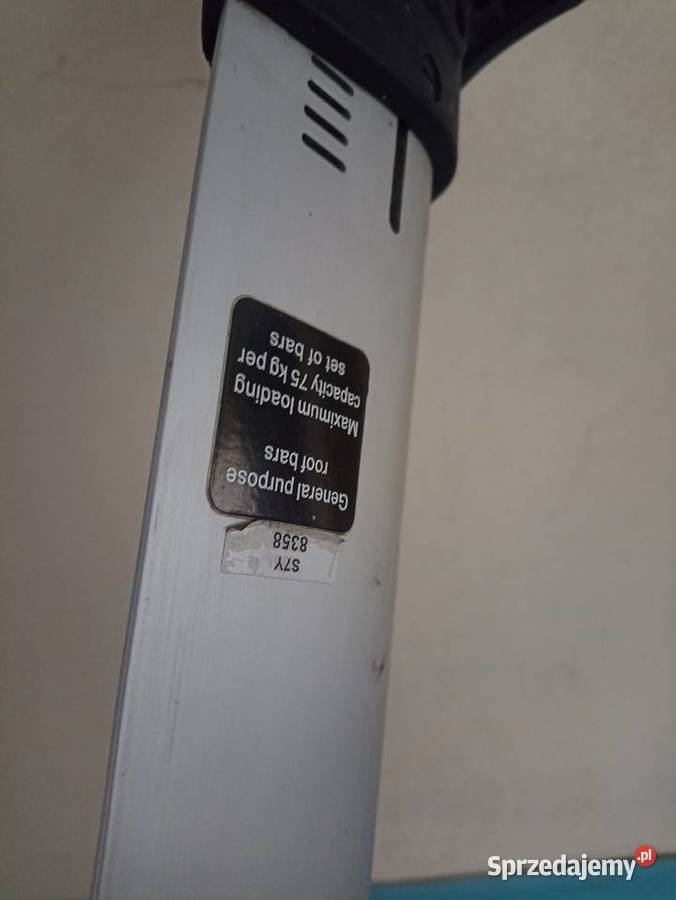 General purpose
roof bars
Maximum loading
capacity 75 kg per
set of bars
S7Y
8358
Sprzedajemy.pl